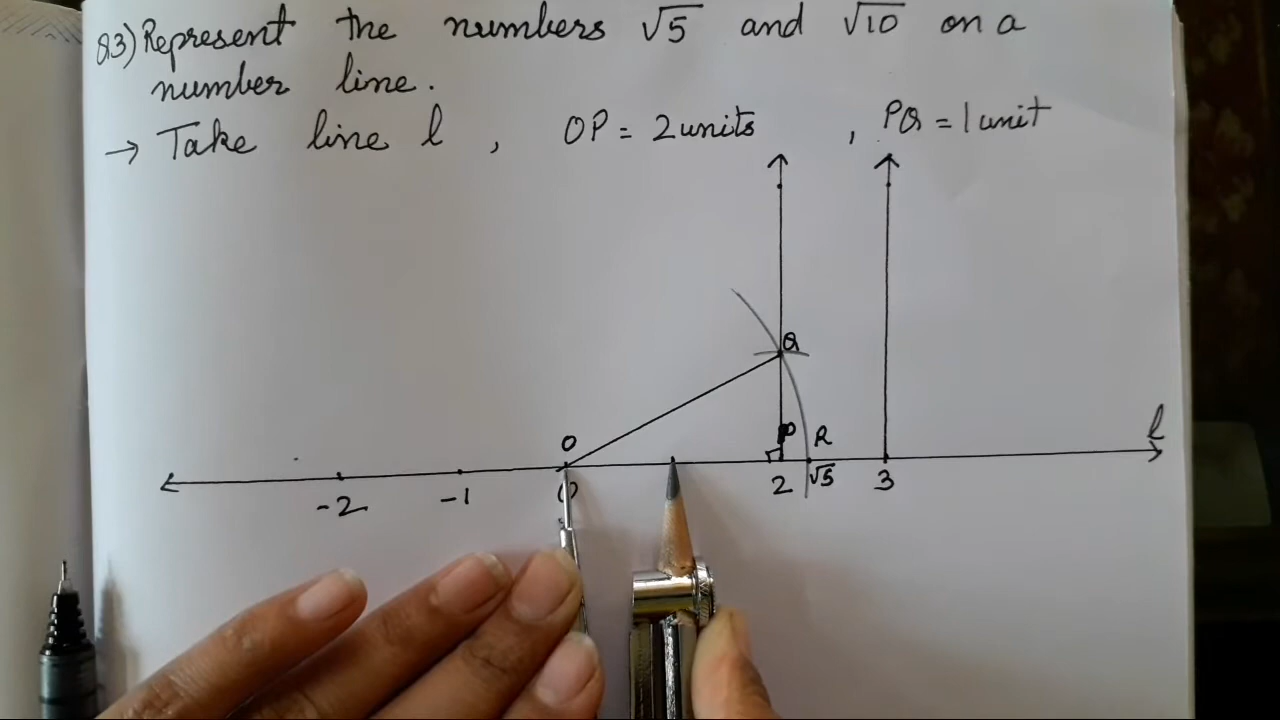 Q.3) Represent the numbers √5 and √10 on a
number line.
→ Take line l , OP = 2 units , PQ = 1 unit
Q
O P R l
-2 -1 0 2 √5 3